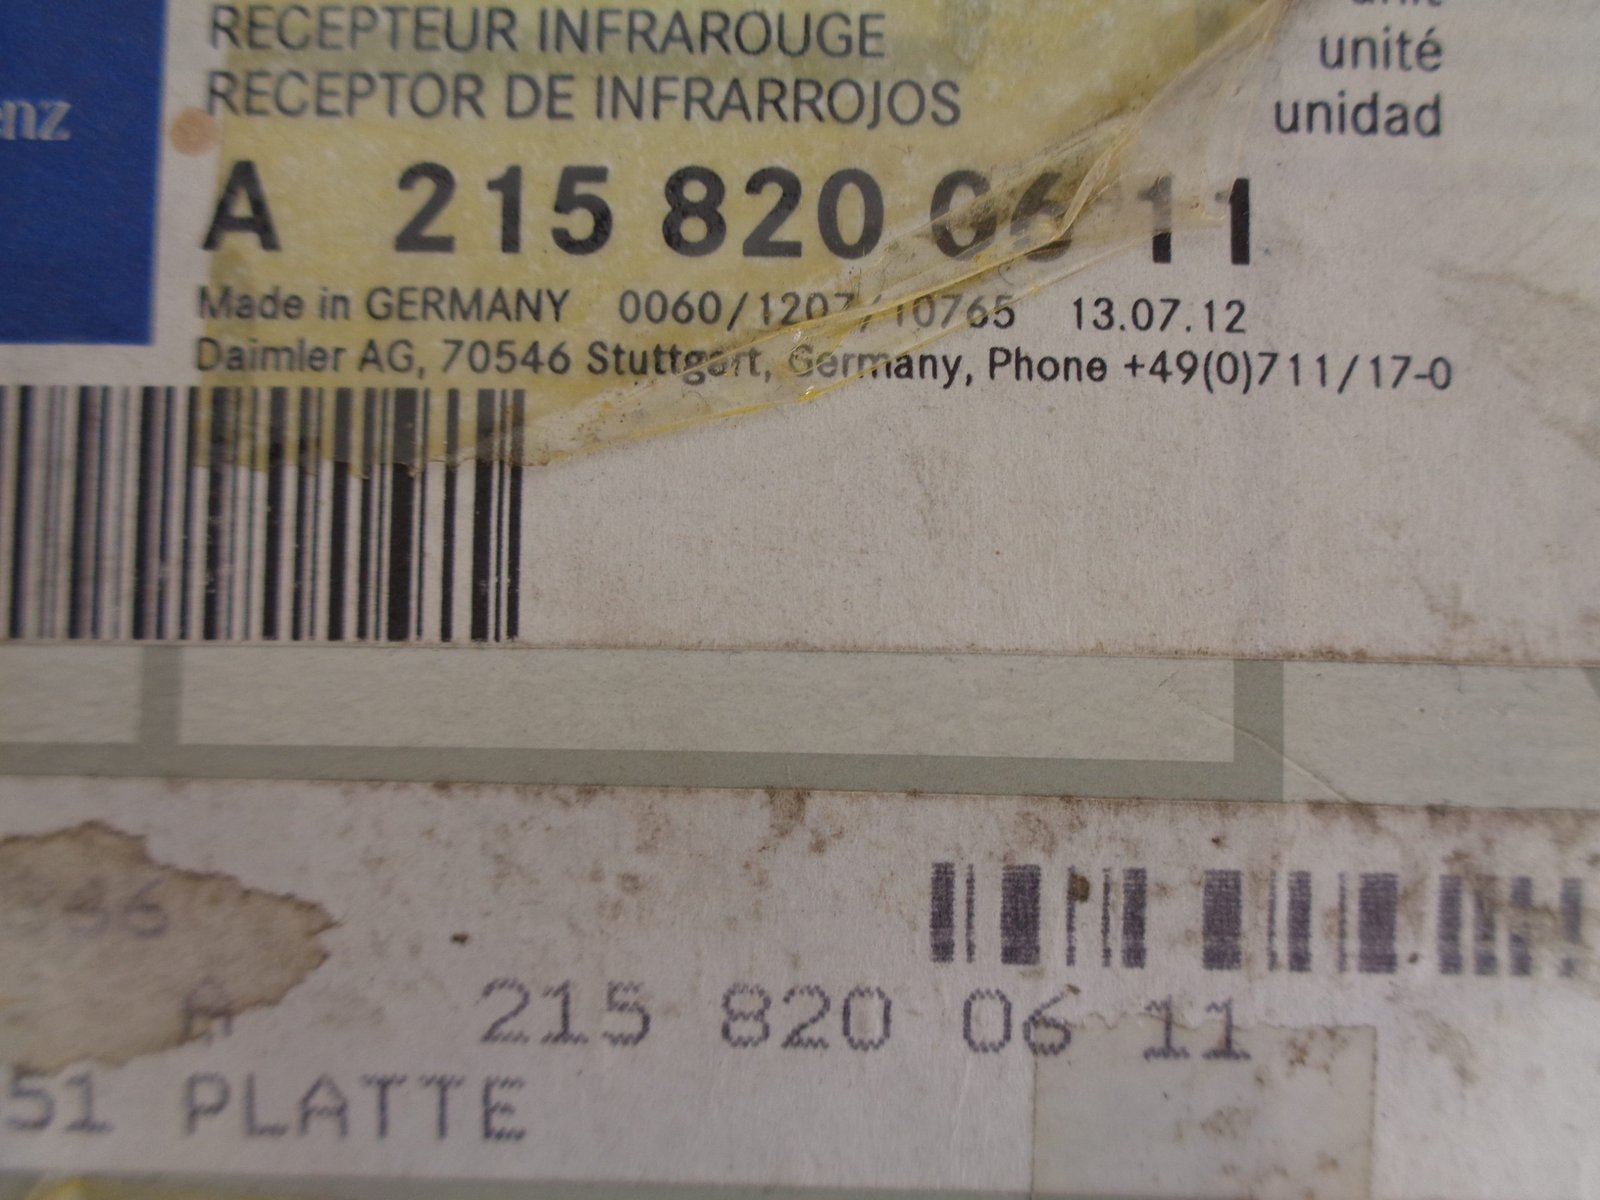 RECEPTEUR INFRAROUGE
unité
RECEPTOR DE INFRARROJOS
unidad
A 215 820 06 11
Made in GERMANY 0060/1207/10765 13.07.12
Daimler AG, 70546 Stuttgart, Germany, Phone +49(0)711/17-0
A 215 820 06 11
51 PLATTE